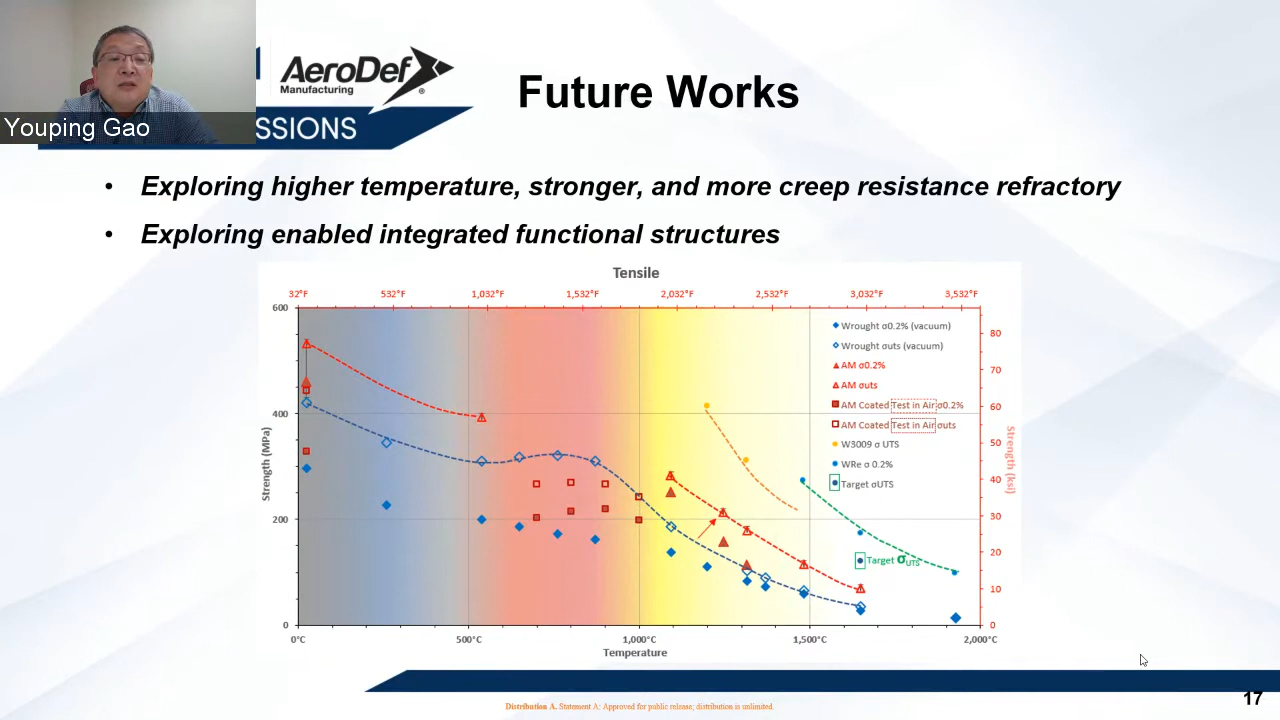 AeroDef
Manufacturing
®
SSIONS
Youping Gao
Future Works
• Exploring higher temperature, stronger, and more creep resistance refractory
• Exploring enabled integrated functional structures
Tensile
32°F 532°F 1,032°F 1,532°F 2,032°F 2,532°F 3,032°F 3,532°F
600
400
200
0
Strength (MPa)
80
70
60
50
40
30
20
10
0
Strength (ksi)
Wrought σ0.2% (vacuum)
Wrought σuts (vacuum)
AM σ0.2%
AM σuts
AM Coated Test in Air σ0.2%
AM Coated Test in Air σuts
W3009 σ UTS
WRe σ 0.2%
Target σUTS
Target σUTS
0°C 500°C 1,000°C 1,500°C 2,000°C
Temperature
17
Distribution A. Statement A: Approved for public release; distribution is unlimited.